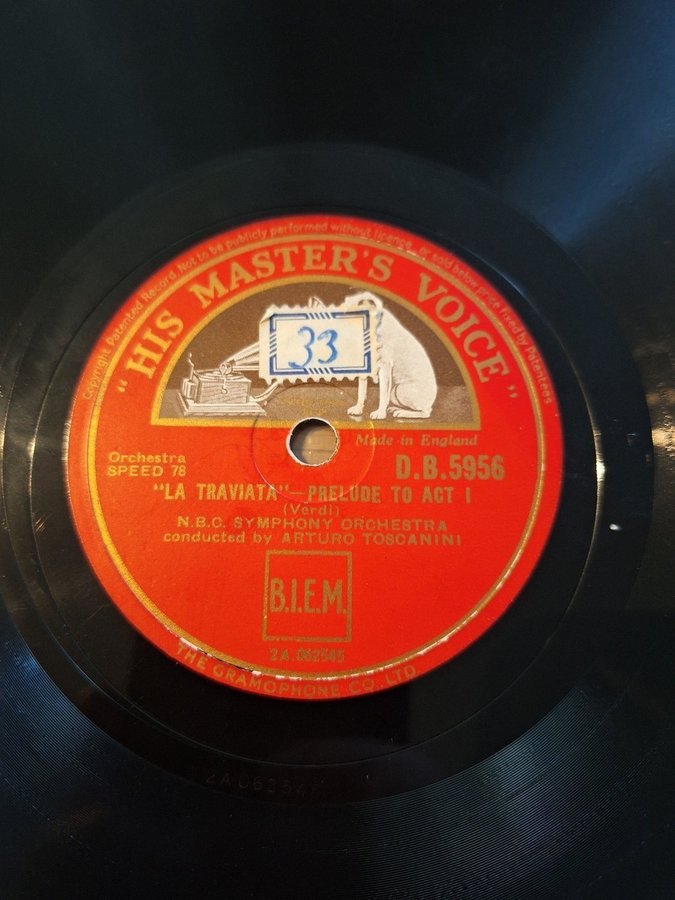 Copyright Patented Record. Not to be publicly performed without licence, or sold below price fixed by Patentees
"HIS MASTER'S VOICE"
33
Made in England
Orchestra
SPEED 78
D.B.5956
"LA TRAVIATA"—PRELUDE TO ACT I
(Verdi)
N.B.C. SYMPHONY ORCHESTRA
conducted by ARTURO TOSCANINI
B.I.E.M.
2A.062545
THE GRAMOPHONE CO., LTD.